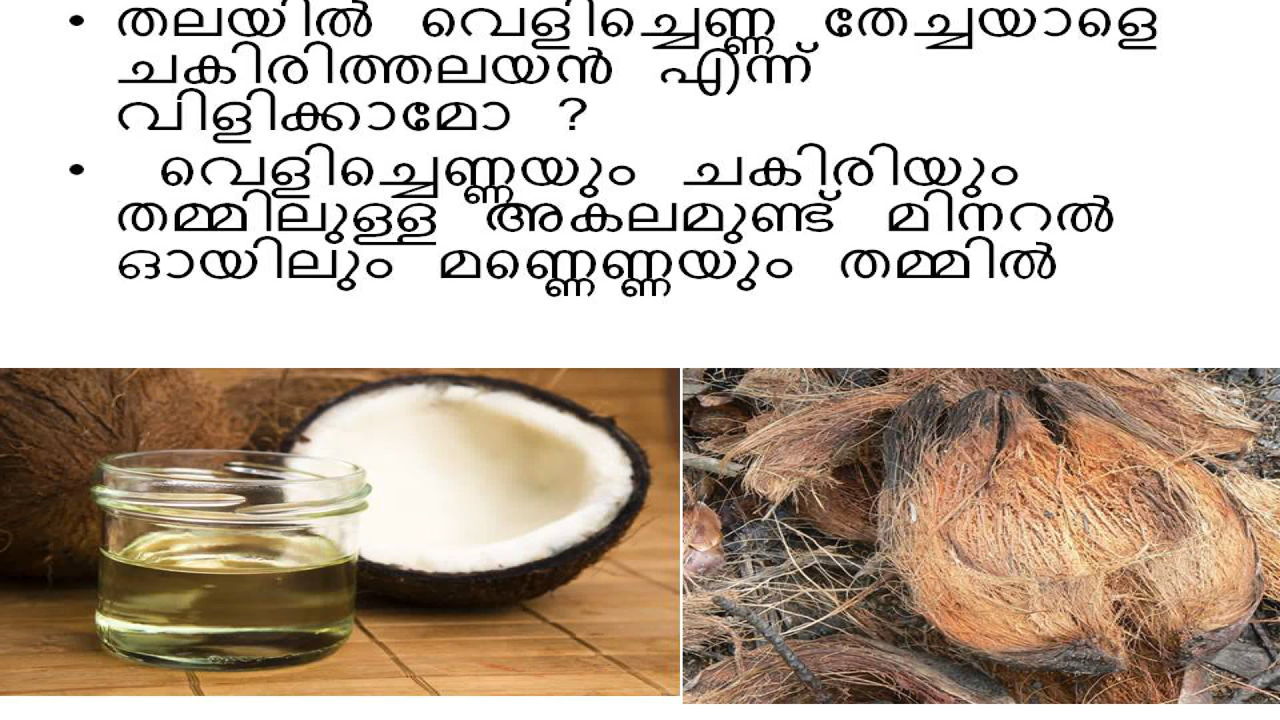 • തലയിൽ വെളിച്ചെണ്ണ തേച്ചയാളെ
ചകിരിത്തലയൻ എന്ന്
വിളിക്കാമോ ?
• വെളിച്ചെണ്ണയും ചകിരിയും
തമ്മിലുള്ള അകലമുണ്ട് മിനറൽ
ഓയിലും മണ്ണെണ്ണയും തമ്മിൽ